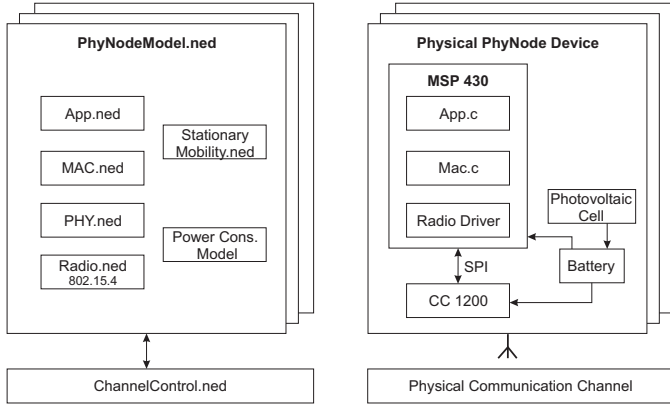 PhyNodeModel.ned
App.ned
Stationary
Mobility.ned
MAC.ned
PHY.ned
Power Cons.
Model
Radio.ned
802.15.4
ChannelControl.ned
Physical PhyNode Device
MSP 430
App.c
Mac.c
Radio Driver
Photovoltaic
Cell
SPI
Battery
CC 1200
Physical Communication Channel